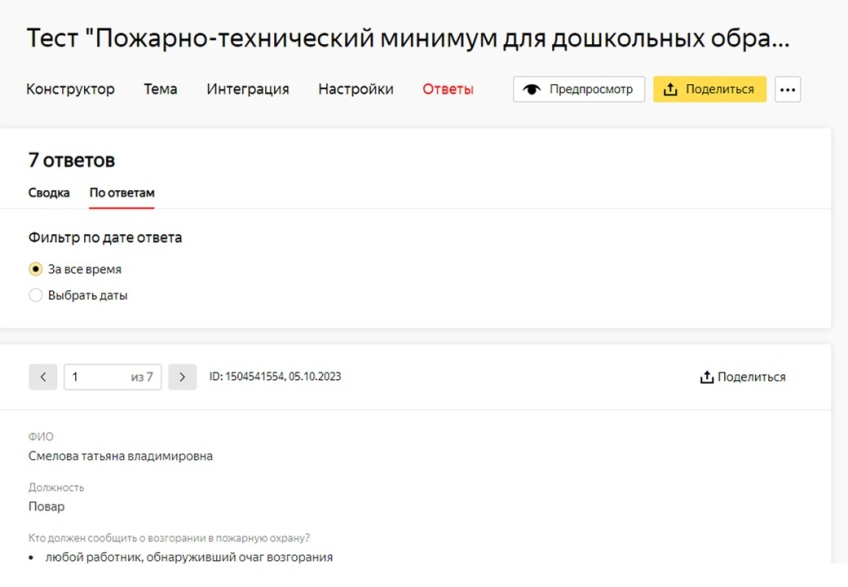 Тест "Пожарно-технический минимум для дошкольных обра...
Конструктор Тема Интеграция Настройки Ответы Предпросмотр Поделиться ...
7 ответов
Сводка По ответам
Фильтр по дате ответа
За все время
Выбрать даты
1 из 7 ID: 1504541554, 05.10.2023 Поделиться
ФИО
Смелова татьяна владимировна
Должность
Повар
Кто должен сообщить о возгорании в пожарную охрану?
• любой работник, обнаруживший очаг возгорания